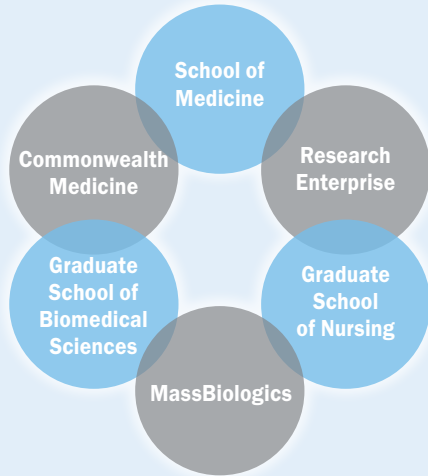 School of
Medicine
Commonwealth
Medicine
Research
Enterprise
Graduate
School of
Biomedical
Sciences
Graduate
School
of Nursing
MassBiologics